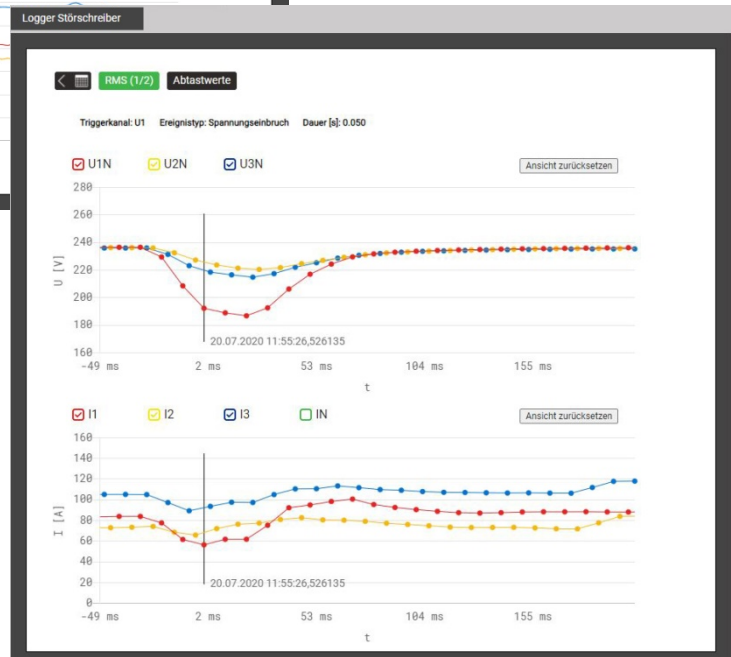 Logger Störschreiber
RMS (1/2) Abtastwerte
Triggerkanal: U1 Ereignistyp: Spannungseinbruch Dauer [s]: 0.050
U1N U2N U3N Ansicht zurücksetzen
280
260
240
220
200
180
160
U [V]
20.07.2020 11:55:26,526135
-49 ms 2 ms 53 ms 104 ms 155 ms
t
I1 I2 I3 IN Ansicht zurücksetzen
160
140
120
100
80
60
40
20
0
I [A]
20.07.2020 11:55:26,526135
-49 ms 2 ms 53 ms 104 ms 155 ms
t